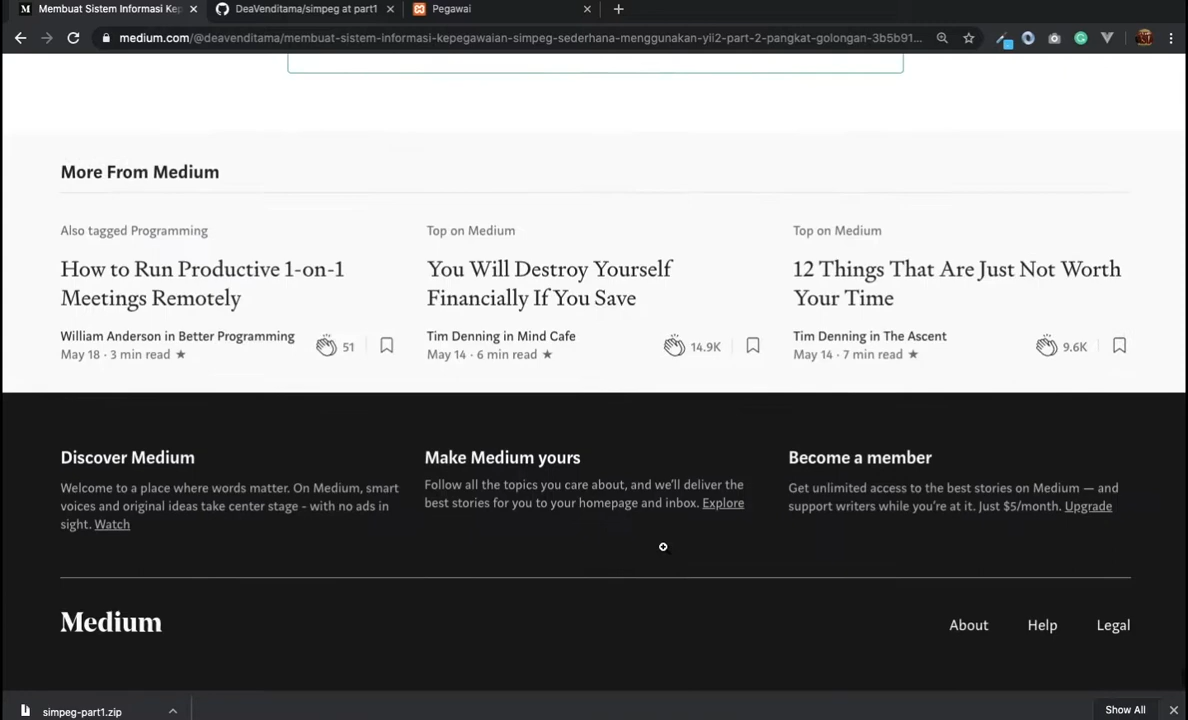 Membuat Sistem Informasi Kep
DeaVenditama/simpeg at part1
Pegawai
medium.com/@deavenditama/membuat-sistem-informasi-kepegawaian-simpeg-sederhana-menggunakan-yii2-part-2-pangkat-golongan-3b5b91...
More From Medium
Also tagged Programming
How to Run Productive 1-on-1
Meetings Remotely
William Anderson in Better Programming
May 18 · 3 min read ★
51
Top on Medium
You Will Destroy Yourself
Financially If You Save
Tim Denning in Mind Cafe
May 14 · 6 min read ★
14.9K
Top on Medium
12 Things That Are Just Not Worth
Your Time
Tim Denning in The Ascent
May 14 · 7 min read ★
9.6K
Discover Medium
Welcome to a place where words matter. On Medium, smart
voices and original ideas take center stage - with no ads in
sight. Watch
Make Medium yours
Follow all the topics you care about, and we'll deliver the
best stories for you to your homepage and inbox. Explore
Become a member
Get unlimited access to the best stories on Medium — and
support writers while you're at it. Just $5/month. Upgrade
Medium
About
Help
Legal
simpeg-part1.zip
Show All